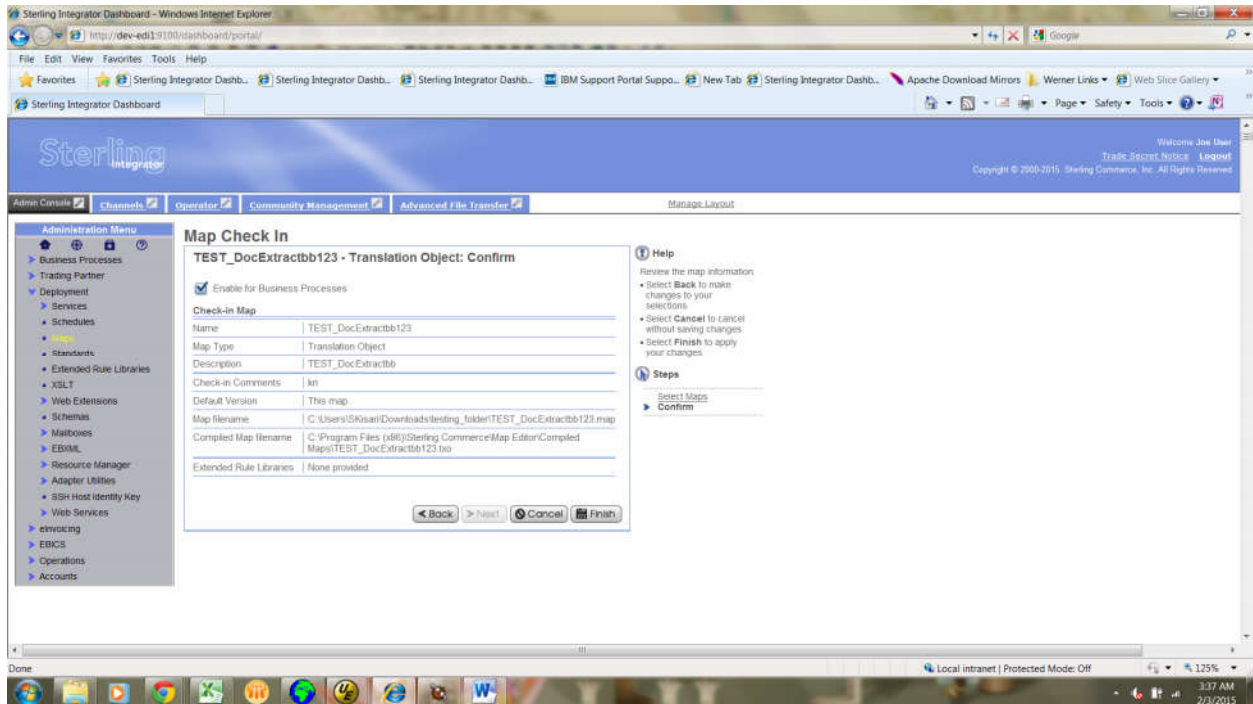 Sterling Integrator Dashboard - Windows Internet Explorer
http://dev-edi1:9100/dashboard/portal/
Google
File Edit View Favorites Tools Help
Favorites Sterling Integrator Dashb... Sterling Integrator Dashb... Sterling Integrator Dashb... IBM Support Portal Suppo... New Tab Sterling Integrator Dashb... Apache Download Mirrors Werner Links Web Slice Gallery
Sterling Integrator Dashboard
Page Safety Tools
Sterling
Integrator
Welcome Joe User
Trade Secret Notice Logout
Copyright © 2000-2015. Sterling Commerce, Inc. All Rights Reserved
Admin Console Channels Operator Community Management Advanced File Transfer Manage Layout
Administration Menu
Business Processes
Trading Partner
Deployment
Services
Schedules
Maps
Standards
Extended Rule Libraries
XSLT
Web Extensions
Schemas
Mailboxes
EBXML
Resource Manager
Adapter Utilities
SSH Host Identity Key
Web Services
eInvoicing
EBICS
Operations
Accounts
Map Check In
TEST_DocExtractbb123 - Translation Object: Confirm
Enable for Business Processes
Check-in Map
Name TEST_DocExtractbb123
Map Type Translation Object
Description TEST_DocExtractbb
Check-in Comments kn
Default Version This map
Map filename C:\Users\SKisari\Downloads\testing_folder\TEST_DocExtractbb123.map
Compiled Map filename C:\Program Files (x86)\Sterling Commerce\Map Editor\Compiled
Maps\TEST_DocExtractbb123.txo
Extended Rule Libraries None provided
Back Next Cancel Finish
Help
Review the map information
• Select Back to make
changes to your
selections.
• Select Cancel to cancel
without saving changes.
• Select Finish to apply
your changes
Steps
Select Maps
Confirm
Done
Local intranet | Protected Mode: Off
125%
3:37 AM
2/3/2015